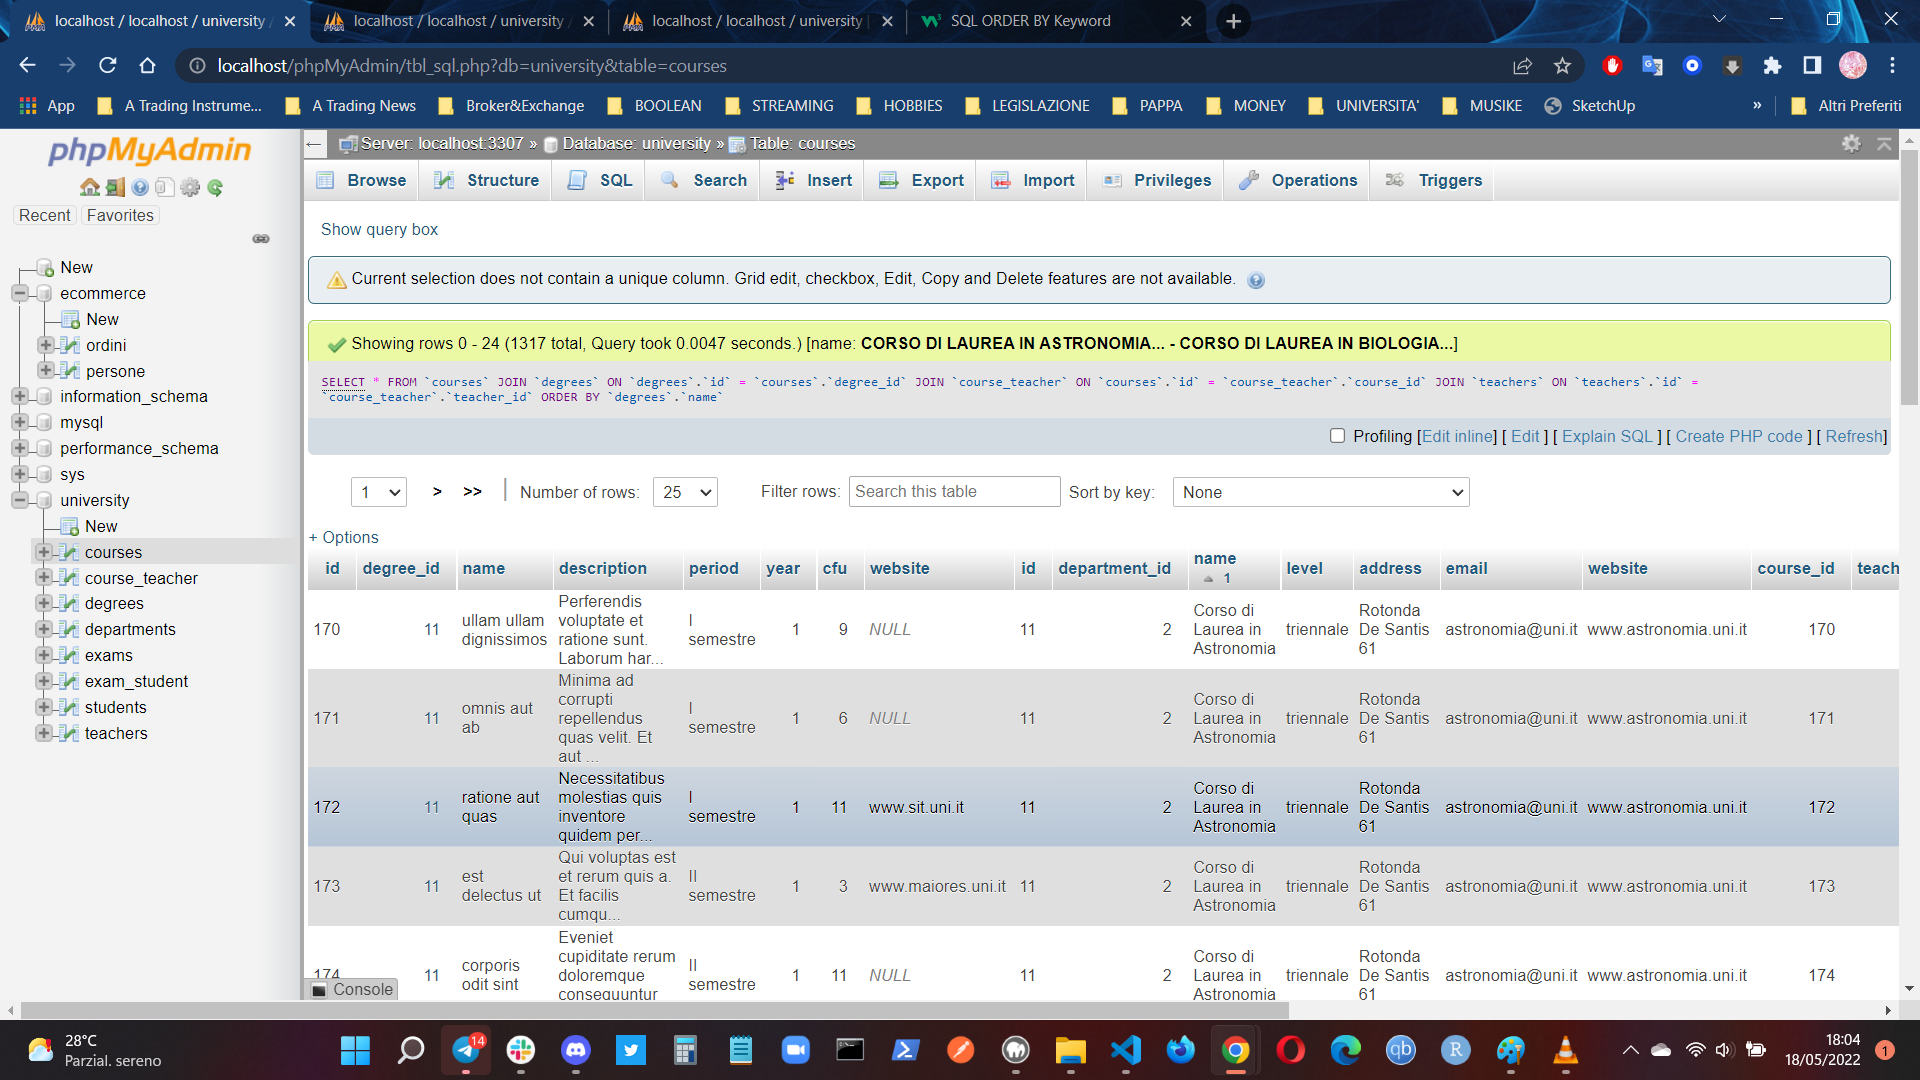 localhost / localhost / university /
localhost / localhost / university /
localhost / localhost / university |
SQL ORDER BY Keyword
localhost/phpMyAdmin/tbl_sql.php?db=university&table=courses
App
A Trading Instrume...
A Trading News
Broker&Exchange
BOOLEAN
STREAMING
HOBBIES
LEGISLAZIONE
PAPPA
MONEY
UNIVERSITA'
MUSIKE
SketchUp
»
Altri Preferiti
phpMyAdmin
Recent Favorites
New
ecommerce
New
ordini
persone
information_schema
mysql
performance_schema
sys
university
New
courses
course_teacher
degrees
departments
exams
exam_student
students
teachers
Server: localhost:3307 » Database: university » Table: courses
Browse Structure SQL Search Insert Export Import Privileges Operations Triggers
Show query box
Current selection does not contain a unique column. Grid edit, checkbox, Edit, Copy and Delete features are not available.
Showing rows 0 - 24 (1317 total, Query took 0.0047 seconds.) [name: CORSO DI LAUREA IN ASTRONOMIA... - CORSO DI LAUREA IN BIOLOGIA...]
SELECT * FROM `courses` JOIN `degrees` ON `degrees`.`id` = `courses`.`degree_id` JOIN `course_teacher` ON `courses`.`id` = `course_teacher`.`course_id` JOIN `teachers` ON `teachers`.`id` =
`course_teacher`.`teacher_id` ORDER BY `degrees`.`name`
Profiling [Edit inline] [ Edit ] [ Explain SQL ] [ Create PHP code ] [ Refresh]
1 > >> | Number of rows: 25 Filter rows: Search this table Sort by key: None
+ Options
id degree_id name description period year cfu website id department_id name 1 level address email website course_id teach
170 11 ullam ullam dignissimos Perferendis voluptate et ratione sunt. Laborum har... I semestre 1 9 NULL 11 2 Corso di Laurea in Astronomia triennale Rotonda De Santis 61 astronomia@uni.it www.astronomia.uni.it 170
171 11 omnis aut ab Minima ad corrupti repellendus quas velit. Et aut ... I semestre 1 6 NULL 11 2 Corso di Laurea in Astronomia triennale Rotonda De Santis 61 astronomia@uni.it www.astronomia.uni.it 171
172 11 ratione aut quas Necessitatibus molestias quis inventore quidem per... I semestre 1 11 www.sit.uni.it 11 2 Corso di Laurea in Astronomia triennale Rotonda De Santis 61 astronomia@uni.it www.astronomia.uni.it 172
173 11 est delectus ut Qui voluptas est et rerum quis a. Et facilis cumqu... II semestre 1 3 www.maiores.uni.it 11 2 Corso di Laurea in Astronomia triennale Rotonda De Santis 61 astronomia@uni.it www.astronomia.uni.it 173
174 11 corporis odit sint Eveniet cupiditate rerum doloremque consequuntur II semestre 1 11 NULL 11 2 Corso di Laurea in Astronomia triennale Rotonda De Santis 61 astronomia@uni.it www.astronomia.uni.it 174
Console
28°C
Parzial. sereno
14
qb
R
18:04
18/05/2022
1